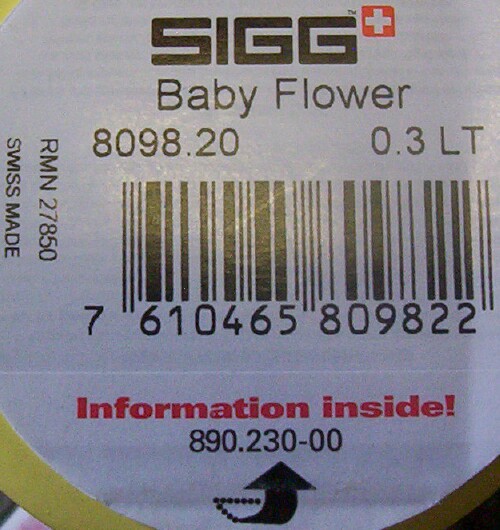 SIGG™
Baby Flower
8098.20 0.3 LT
RMN 27850
SWISS MADE
7 610465 809822
Information inside!
890.230-00